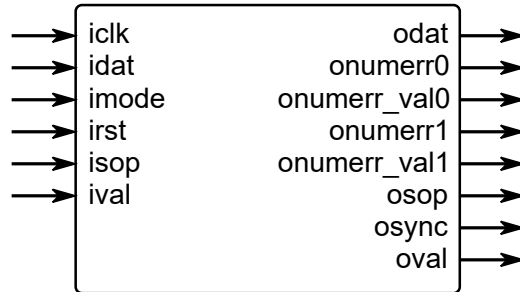 iclk odat
idat onumerr0
imode onumerr_val0
irst onumerr1
isop onumerr_val1
ival osop
osync
oval